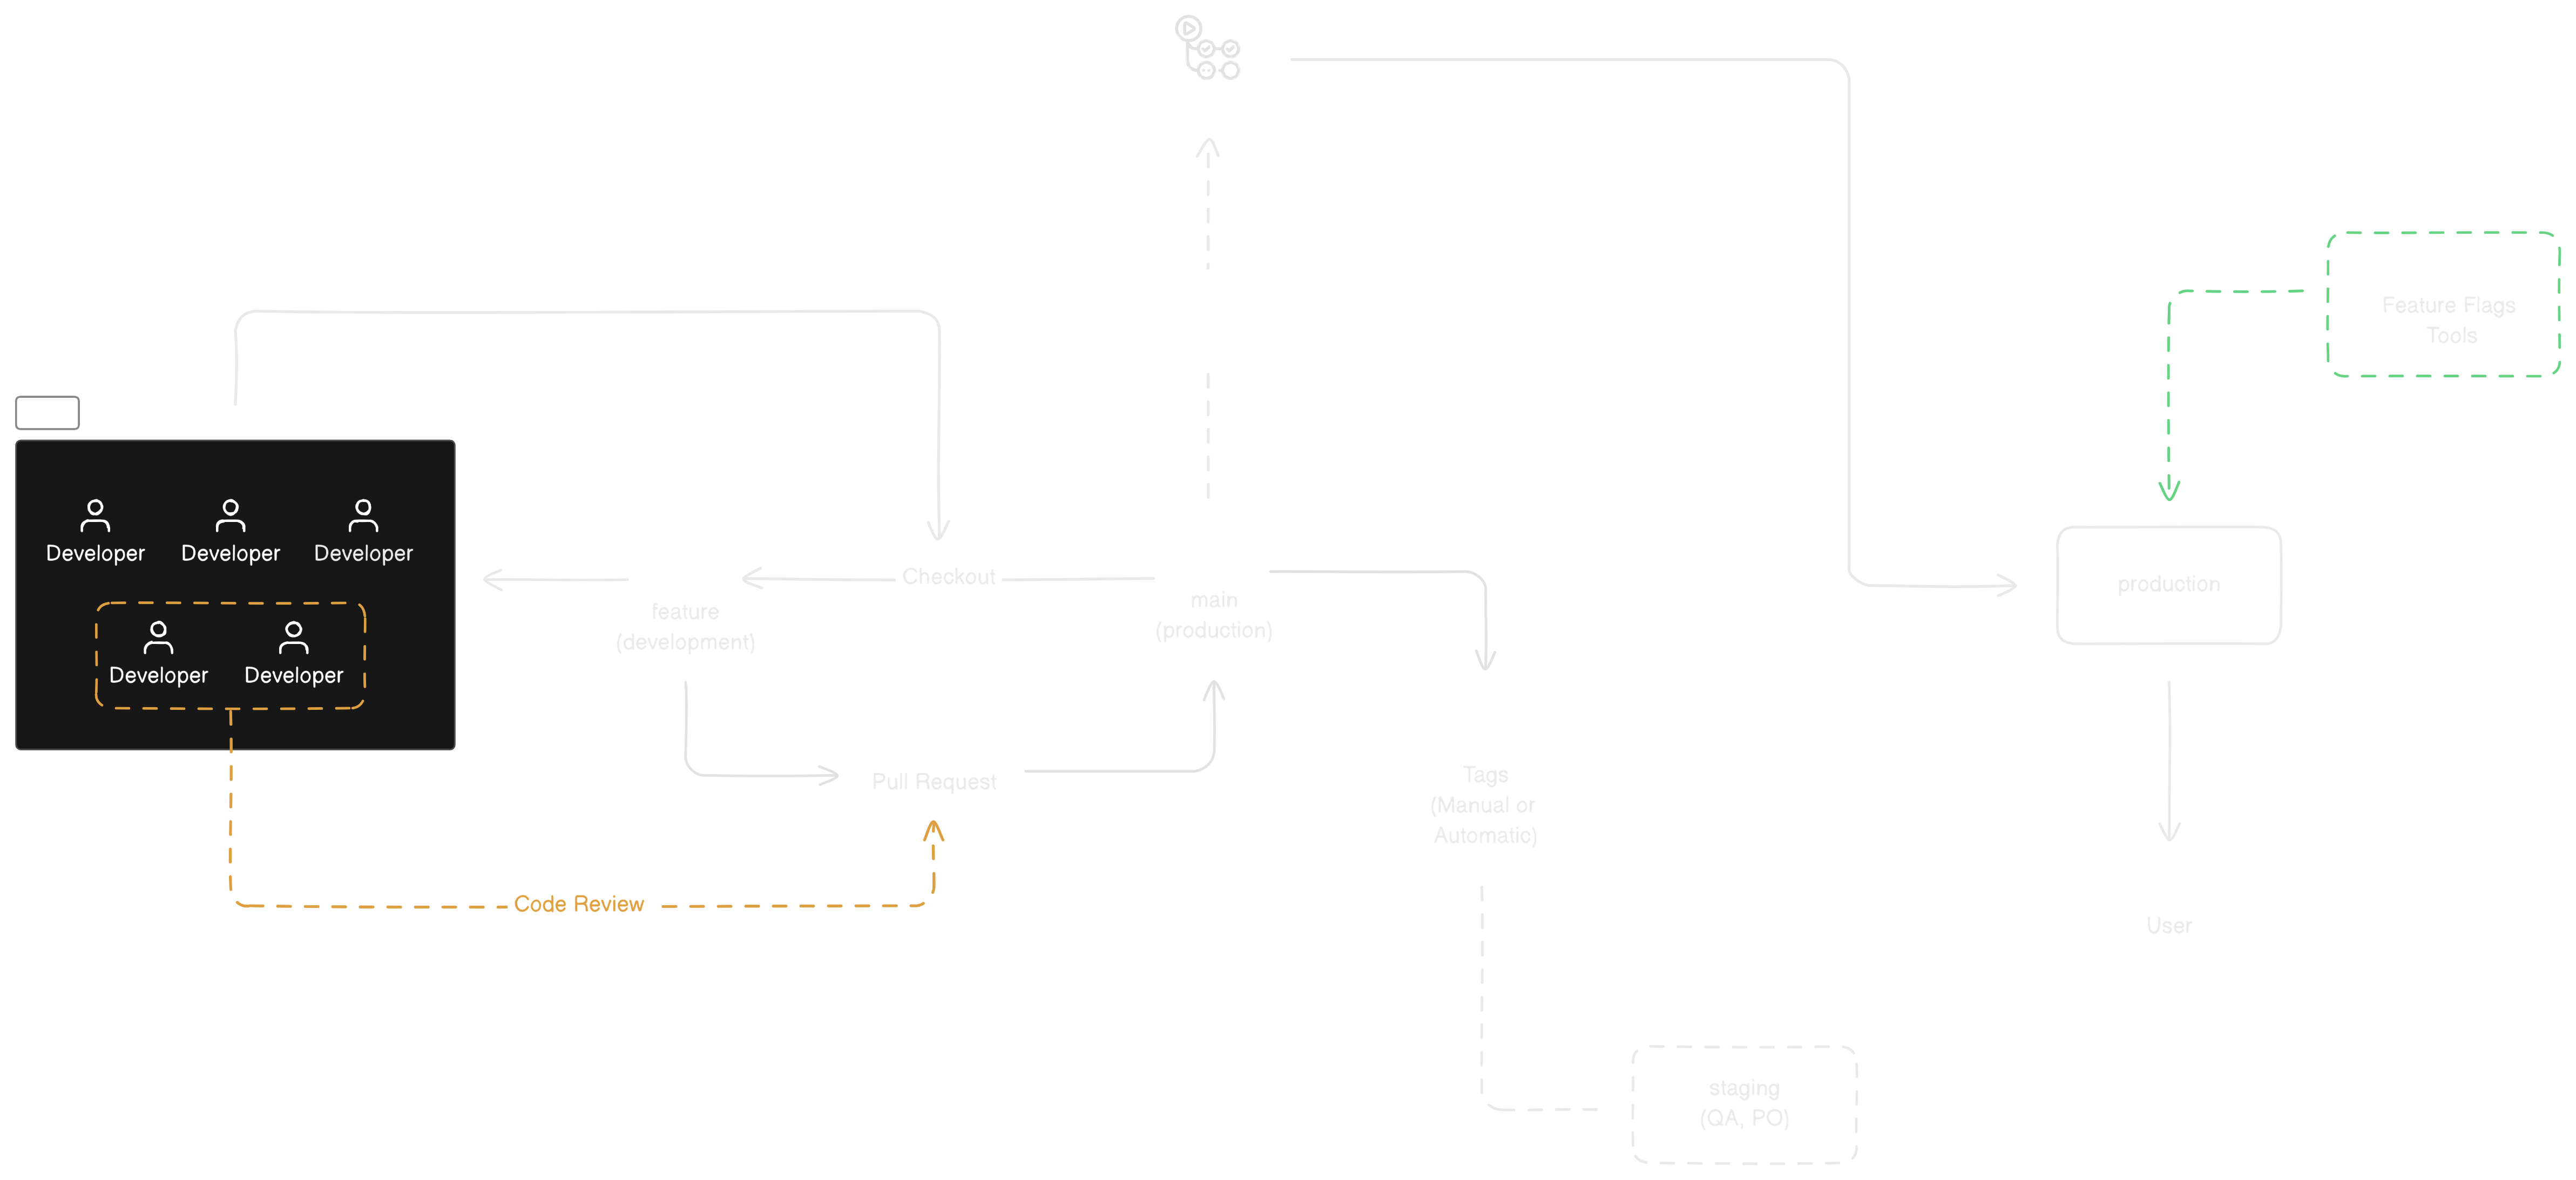 Feature Flags
Tools
Developer
Developer
Developer
Checkout
feature
(development)
main
(production)
production
Developer
Developer
Pull Request
Tags
(Manual or
Automatic)
Code Review
User
staging
(QA, PO)